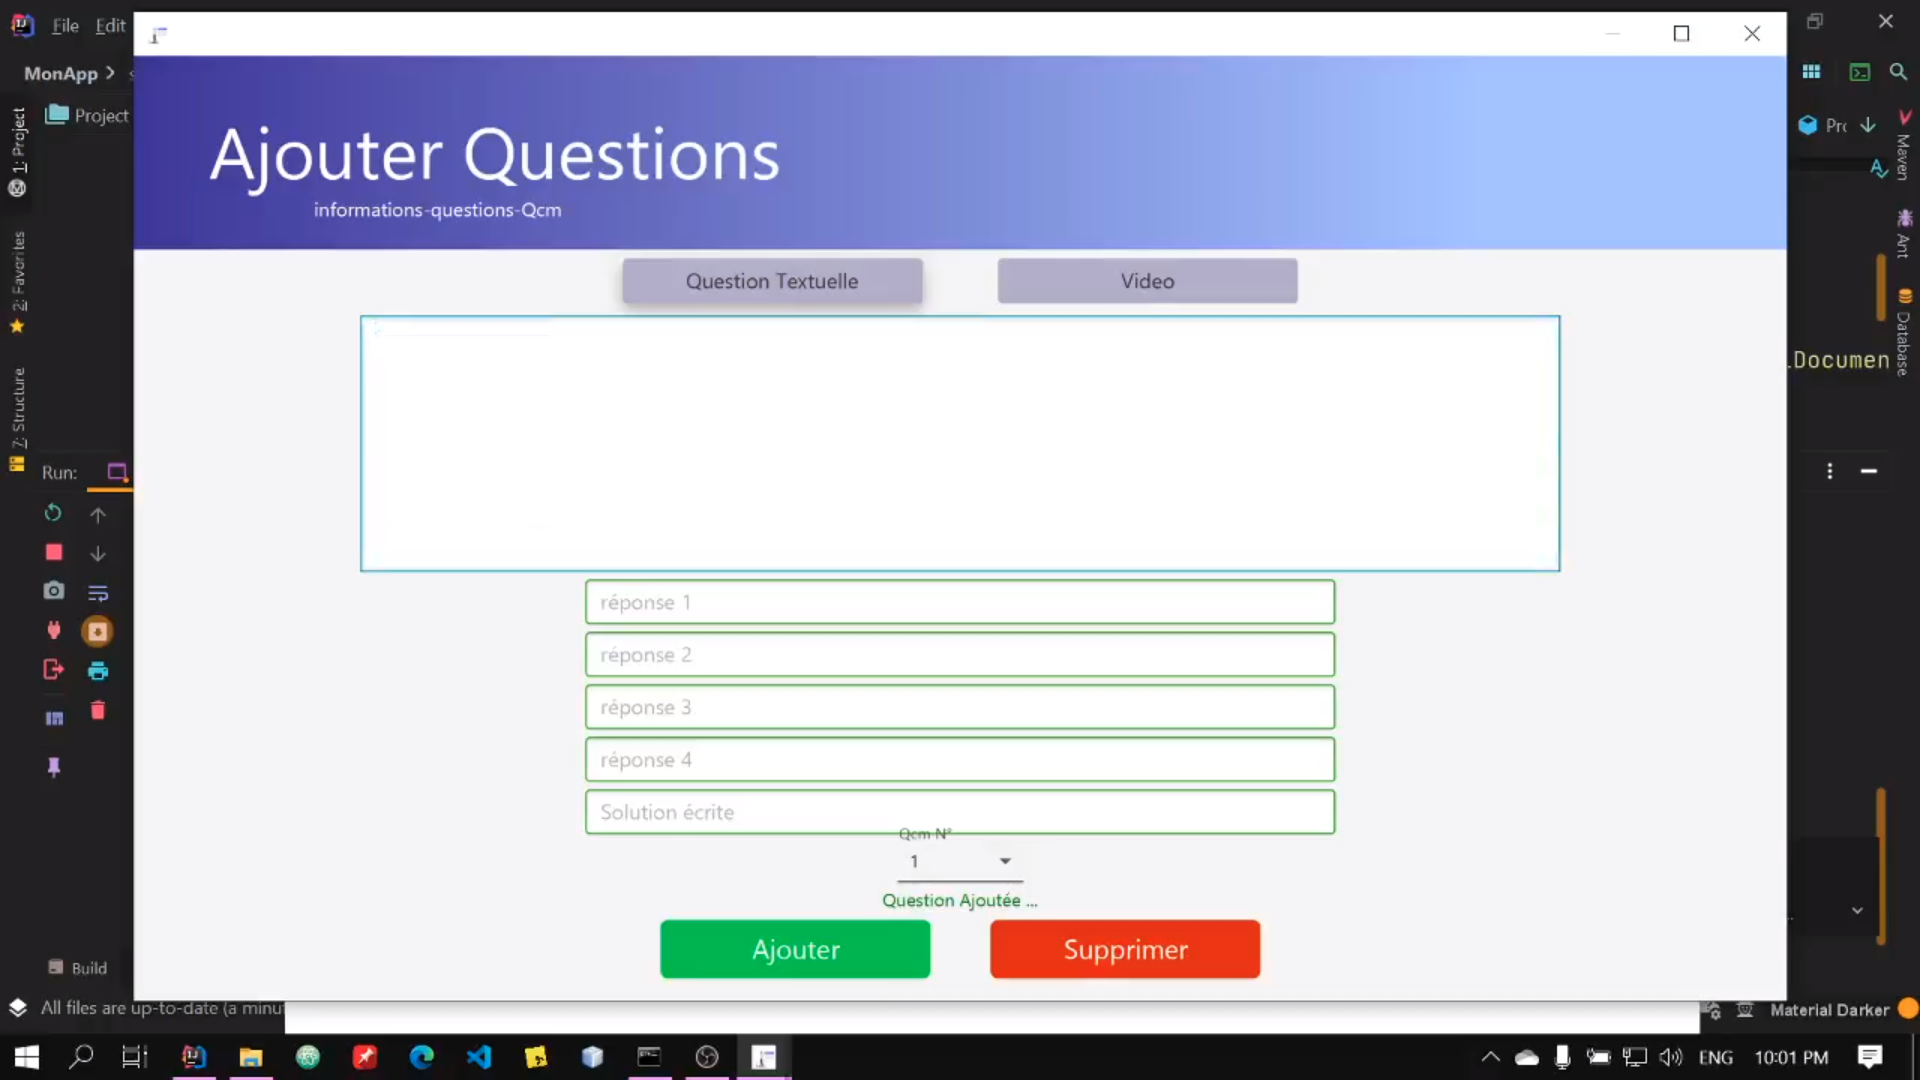 File Edit
MonApp
Project
1: Project
2: Favorites
7: Structure
Run:
Ajouter Questions
informations-questions-Qcm
Question Textuelle
Video
réponse 1
réponse 2
réponse 3
réponse 4
Solution écrite
Qcm N°
1
Question Ajoutée ...
Ajouter
Supprimer
Maven
Ant
Database
.Documen
Build
All files are up-to-date (a minu
Material Darker
ENG
10:01 PM